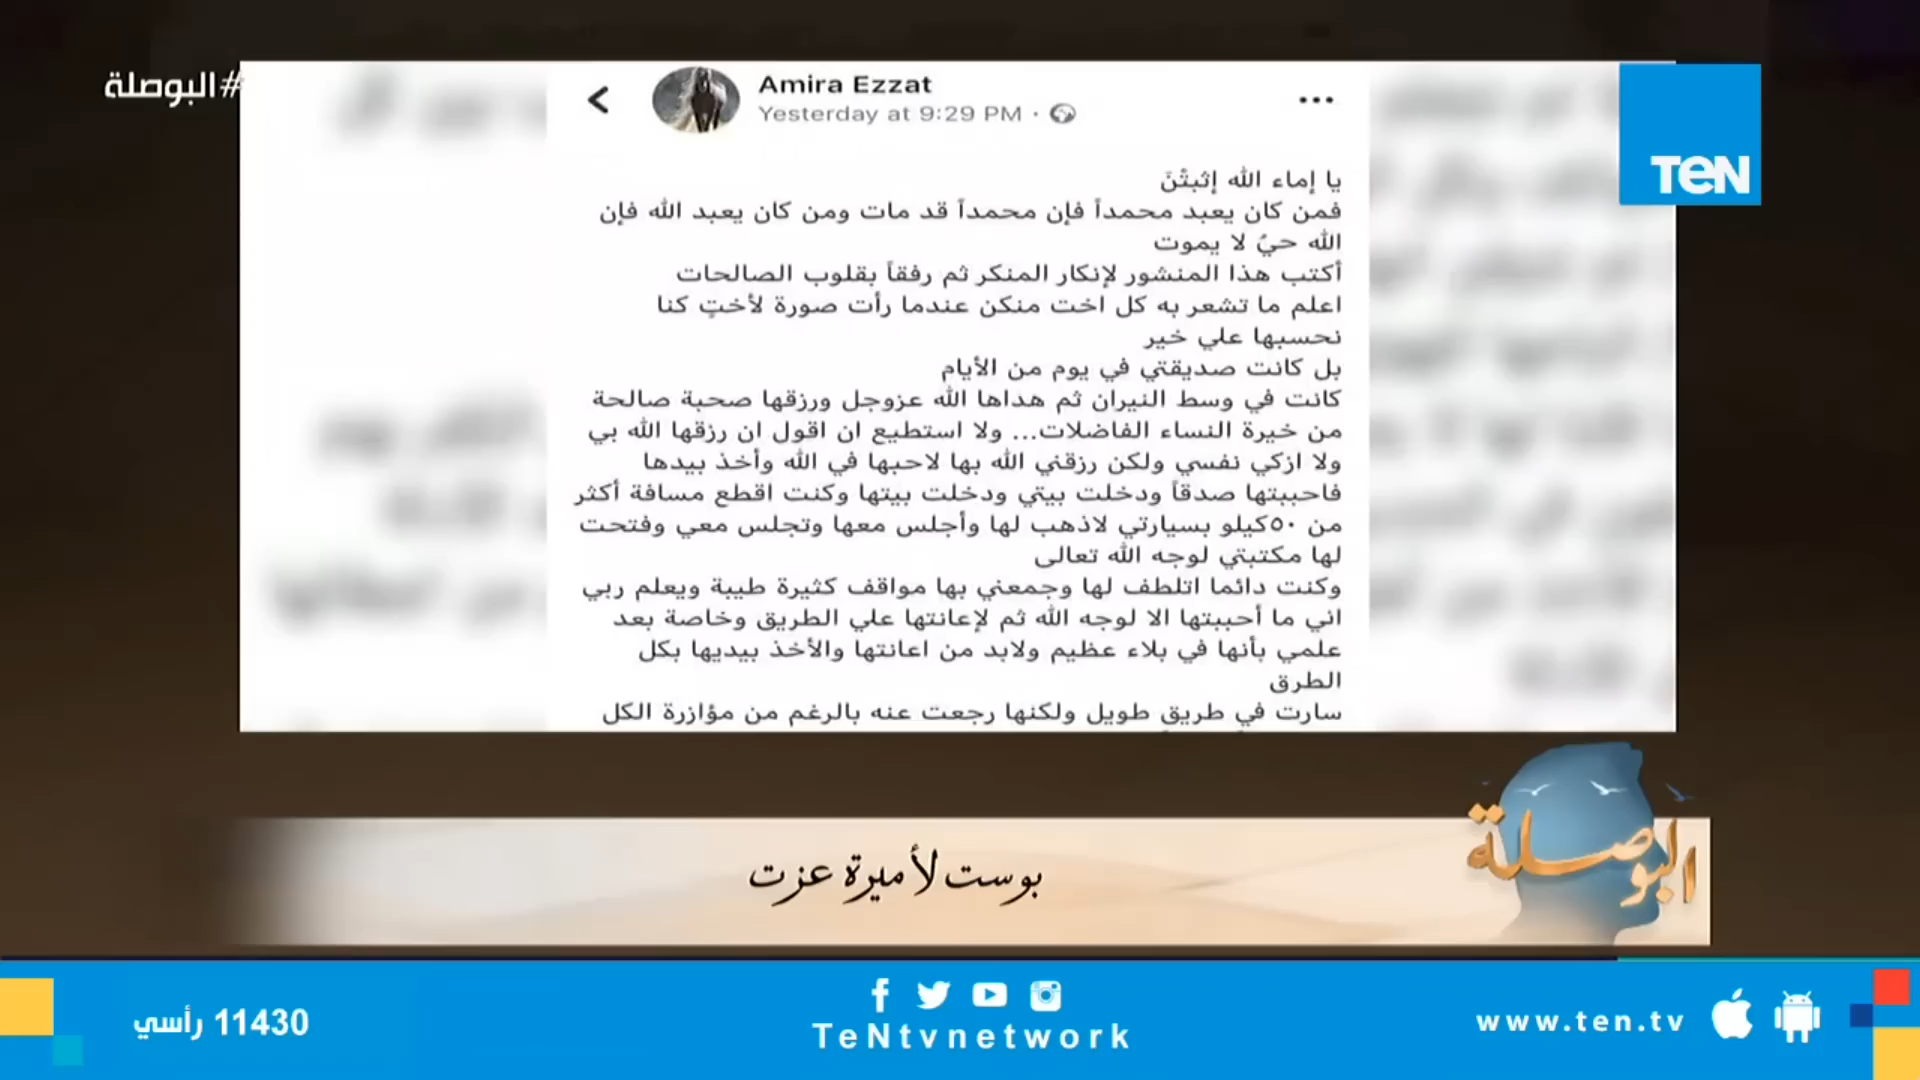 #البوصلة
Amira Ezzat
Yesterday at 9:29 PM ·
TeN
يا إماء الله إثبتْنَ
فمن كان يعبد محمداً فإن محمداً قد مات ومن كان يعبد الله فإن
الله حيٌ لا يموت
أكتب هذا المنشور لإنكار المنكر ثم رفقاً بقلوب الصالحات
اعلم ما تشعر به كل اخت منكن عندما رأت صورة لأختٍ كنا
نحسبها علي خير
بل كانت صديقتي في يوم من الأيام
كانت في وسط النيران ثم هداها الله عزوجل ورزقها صحبة صالحة
من خيرة النساء الفاضلات... ولا استطيع ان اقول ان رزقها الله بي
ولا ازكي نفسي ولكن رزقني الله بها لاحبها في الله وأخذ بيدها
فاحببتها صدقاً ودخلت بيتي ودخلت بيتها وكنت اقطع مسافة أكثر
من ٥٠كيلو بسيارتي لاذهب لها وأجلس معها وتجلس معي وفتحت
لها مكتبتي لوجه الله تعالى
وكنت دائما اتلطف لها وجمعني بها مواقف كثيرة طيبة ويعلم ربي
اني ما أحببتها الا لوجه الله ثم لإعانتها علي الطريق وخاصة بعد
علمي بأنها في بلاء عظيم ولابد من اعانتها والأخذ بيديها بكل
الطرق
سارت في طريق طويل ولكنها رجعت عنه بالرغم من مؤازرة الكل
البوصلة
بوست لأميرة عزت
11430 رأسي
TeNtvnetwork
www.ten.tv